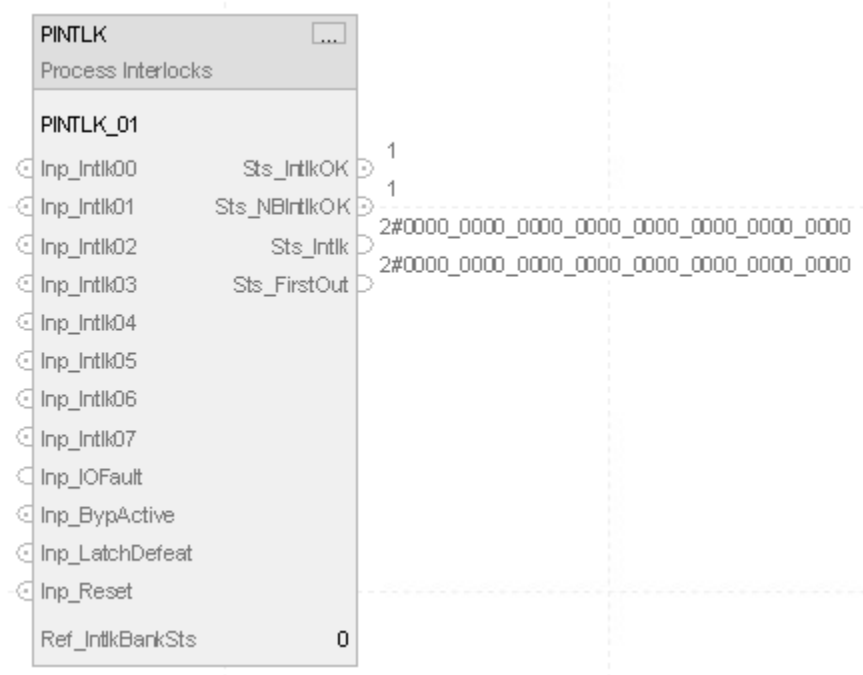 PINTLK ...
Process Interlocks
PINTLK_01
1
Inp_Intlk00 Sts_IntlkOK
1
Inp_Intlk01 Sts_NBIntlkOK
2#0000_0000_0000_0000_0000_0000_0000_0000
Inp_Intlk02 Sts_Intlk
2#0000_0000_0000_0000_0000_0000_0000_0000
Inp_Intlk03 Sts_FirstOut
Inp_Intlk04
Inp_Intlk05
Inp_Intlk06
Inp_Intlk07
Inp_IOFault
Inp_BypActive
Inp_LatchDefeat
Inp_Reset
Ref_IntlkBankSts 0